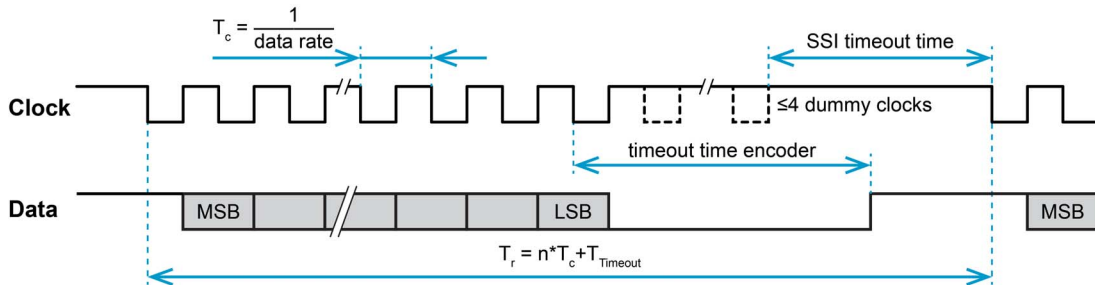 T_c = 1 / data rate
SSI timeout time
Clock
≤4 dummy clocks
timeout time encoder
Data
MSB
LSB
MSB
T_r = n*T_c+T_Timeout